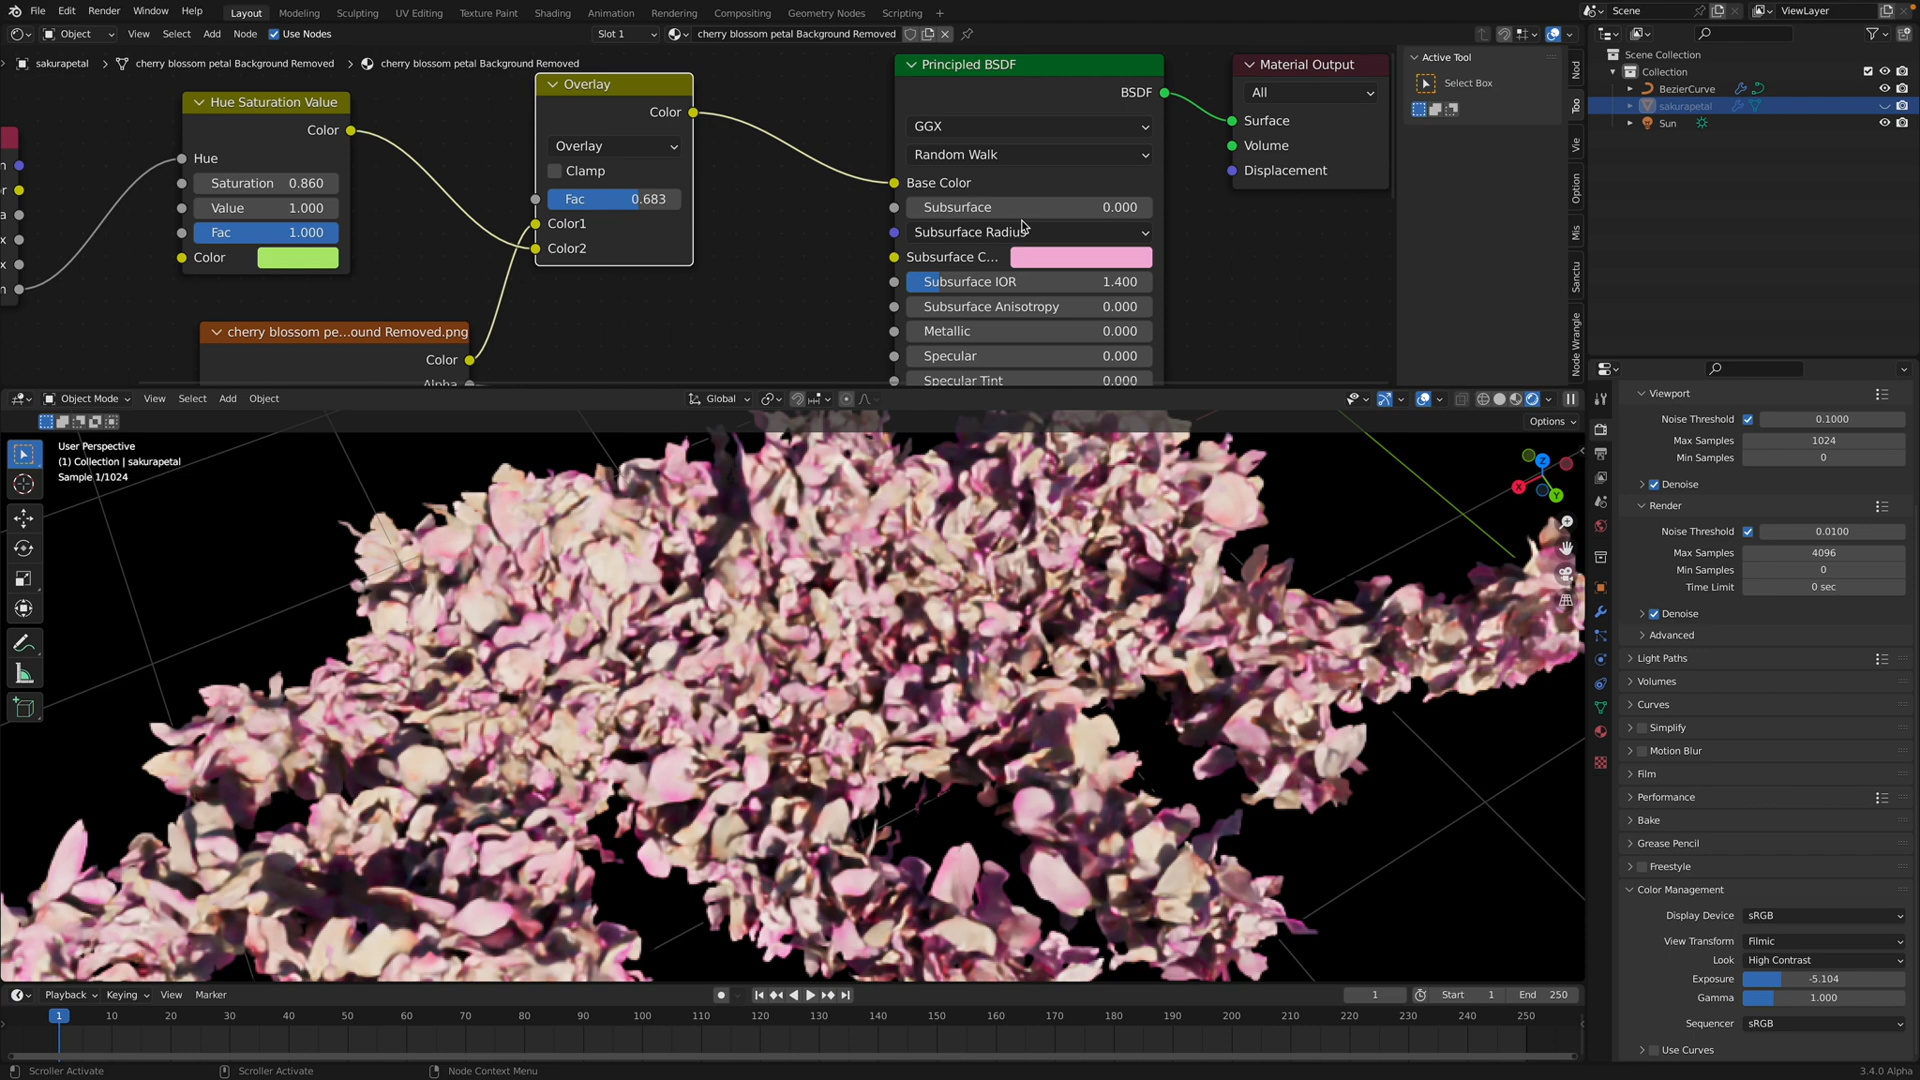 File Edit Render Window Help
Layout Modeling Sculpting UV Editing Texture Paint Shading Animation Rendering Compositing Geometry Nodes Scripting +
Scene
ViewLayer
Object View Select Add Node Use Nodes
Slot 1
cherry blossom petal Background Removed
sakurapetal > cherry blossom petal Background Removed > cherry blossom petal Background Removed
Hue Saturation Value
Color
Hue
Saturation 0.860
Value 1.000
Fac 1.000
Color
cherry blossom pe...ound Removed.png
Color
Alpha
Overlay
Color
Overlay
Clamp
Fac 0.683
Color1
Color2
Principled BSDF
BSDF
GGX
Random Walk
Base Color
Subsurface 0.000
Subsurface Radius
Subsurface C...
Subsurface IOR 1.400
Subsurface Anisotropy 0.000
Metallic 0.000
Specular 0.000
Specular Tint 0.000
Material Output
All
Surface
Volume
Displacement
Active Tool
Select Box
Nod
Too
Vie
Option
Mis
Sanctu
Node Wrangle
Scene Collection
Collection
BezierCurve
sakurapetal
Sun
Object Mode View Select Add Object
Global
Options
User Perspective
(1) Collection | sakurapetal
Sample 1/1024
Z
X
Y
Viewport
Noise Threshold 0.1000
Max Samples 1024
Min Samples 0
Denoise
Render
Noise Threshold 0.0100
Max Samples 4096
Min Samples 0
Time Limit 0 sec
Denoise
Advanced
Light Paths
Volumes
Curves
Simplify
Motion Blur
Film
Performance
Bake
Grease Pencil
Freestyle
Color Management
Display Device sRGB
View Transform Filmic
Look High Contrast
Exposure -5.104
Gamma 1.000
Sequencer sRGB
Use Curves
Playback Keying View Marker
1 Start 1 End 250
1 10 20 30 40 50 60 70 80 90 100 110 120 130 140 150 160 170 180 190 200 210 220 230 240 250
Scroller Activate Scroller Activate Node Context Menu
3.4.0 Alpha